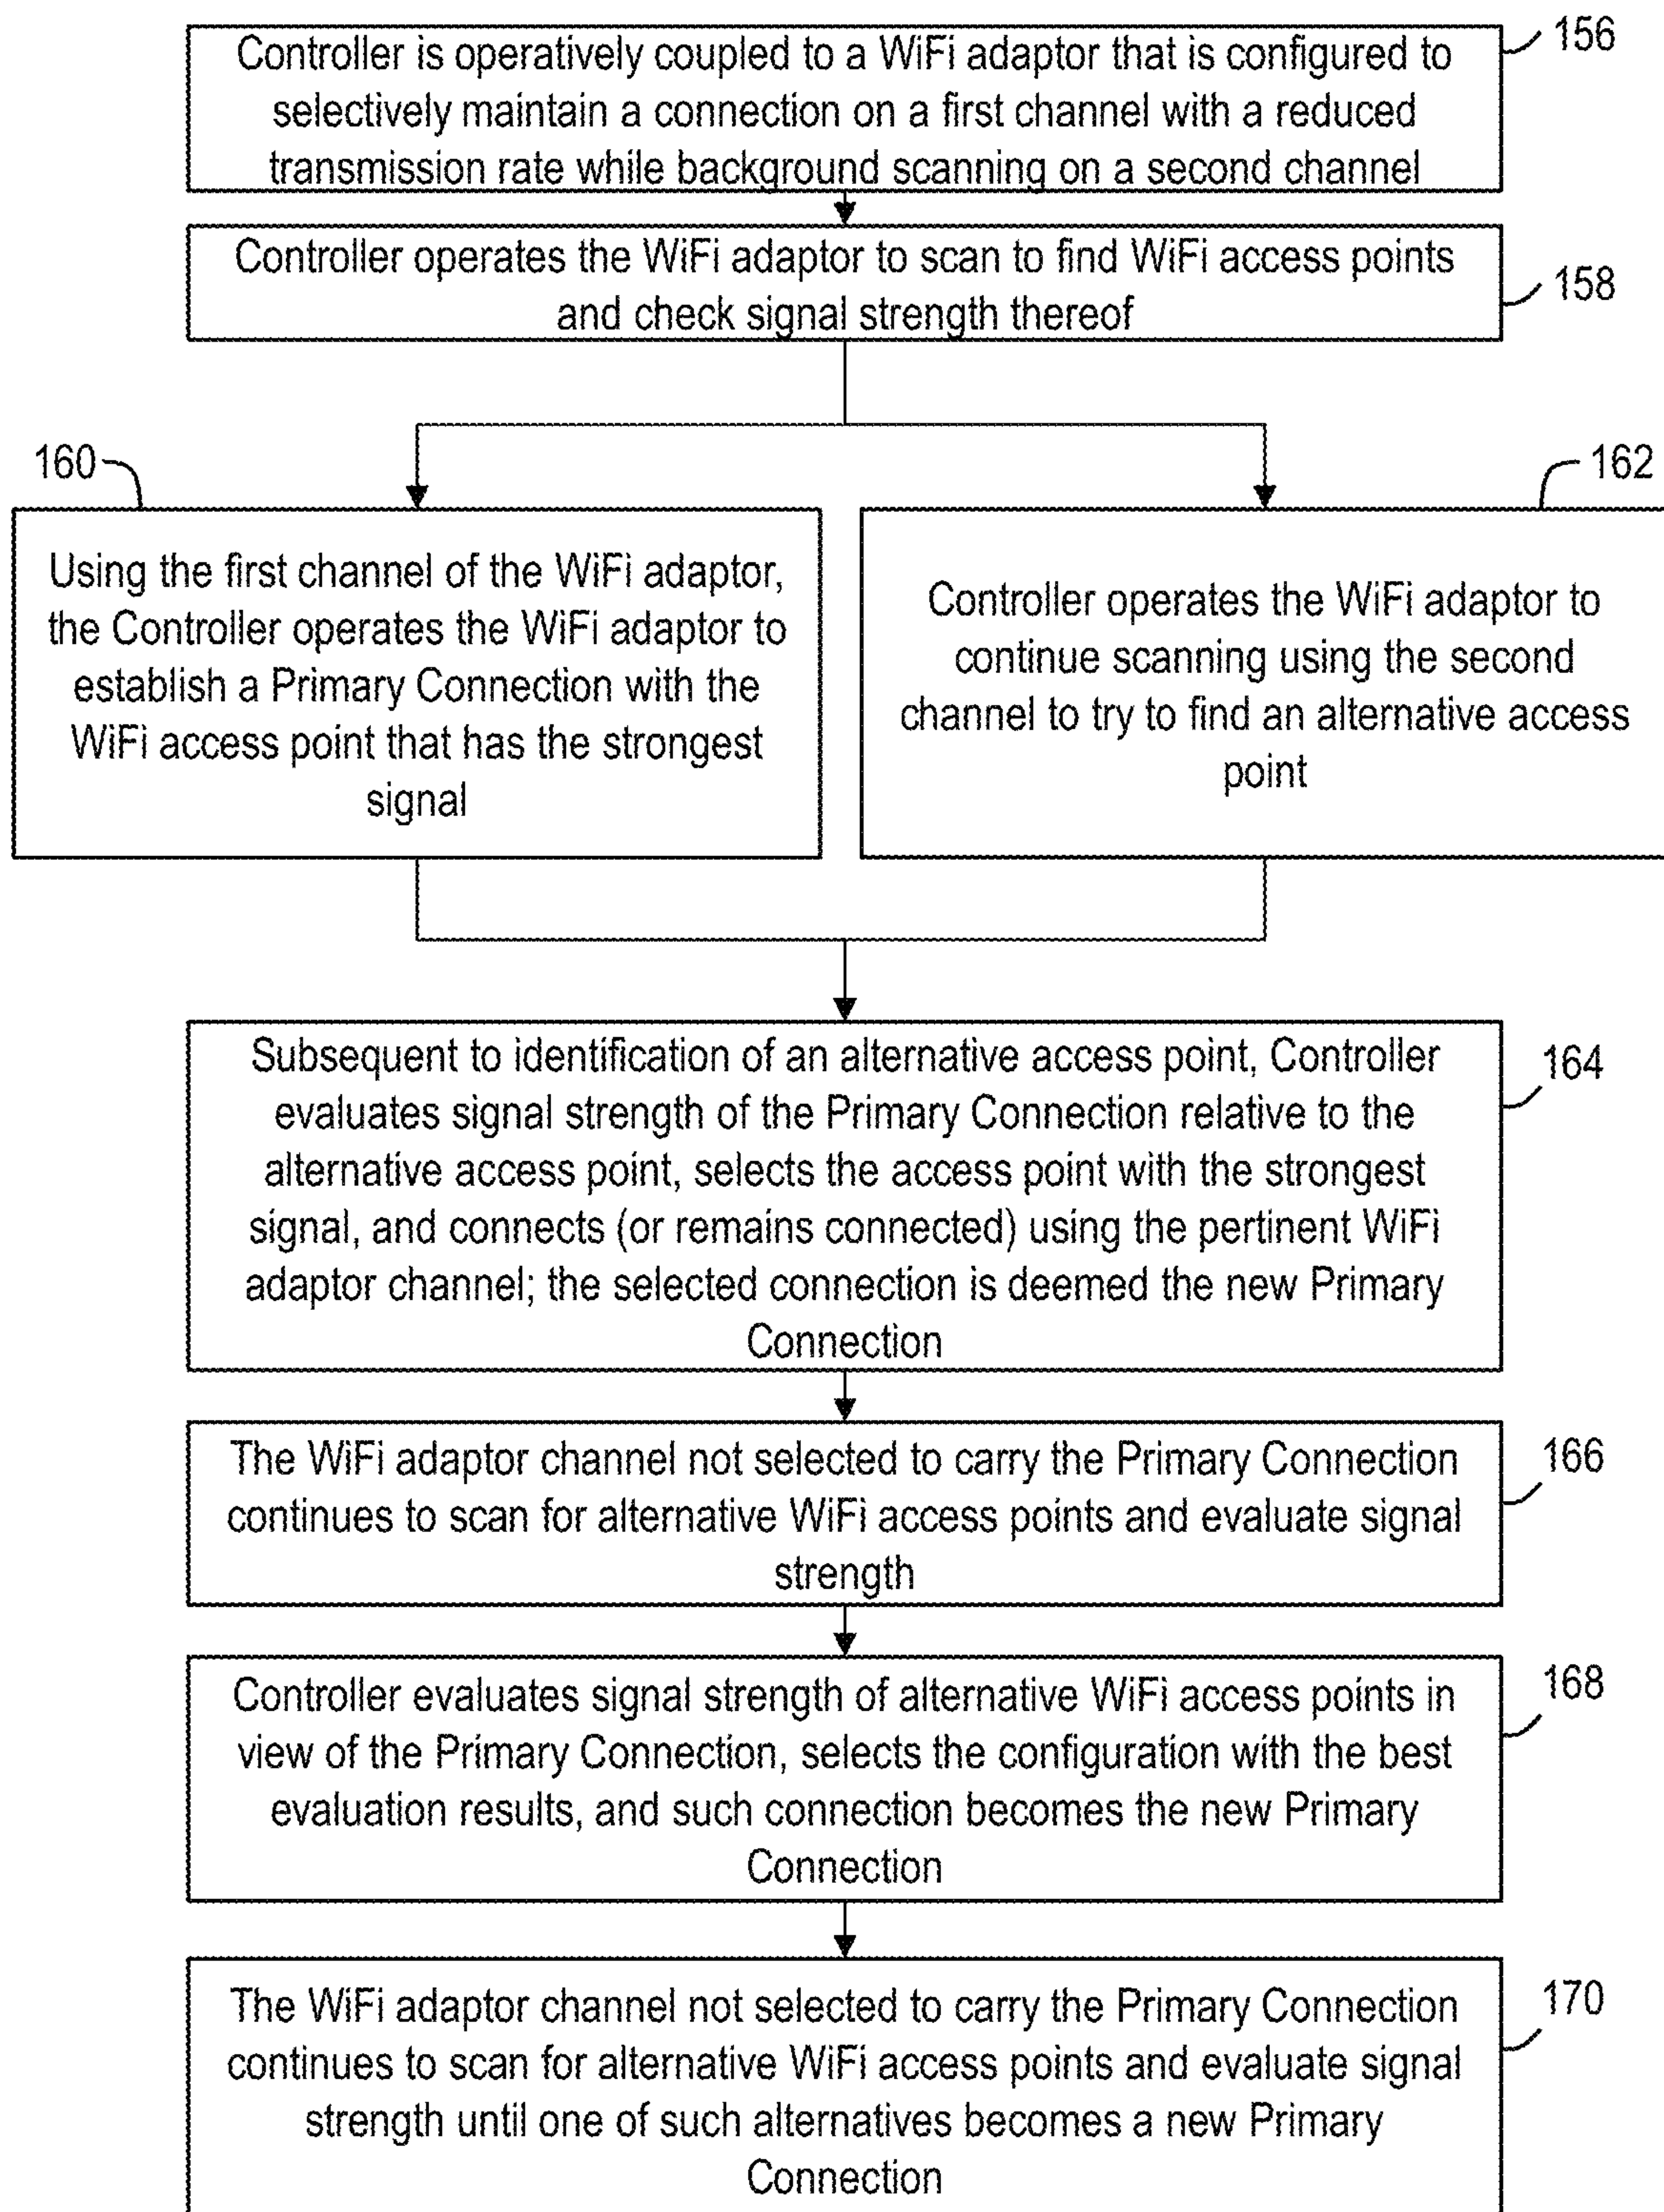 Controller is operatively coupled to a WiFi adaptor that is configured to
selectively maintain a connection on a first channel with a reduced
transmission rate while background scanning on a second channel
156
Controller operates the WiFi adaptor to scan to find WiFi access points
and check signal strength thereof
158
160
Using the first channel of the WiFi adaptor,
the Controller operates the WiFi adaptor to
establish a Primary Connection with the
WiFi access point that has the strongest
signal
162
Controller operates the WiFi adaptor to
continue scanning using the second
channel to try to find an alternative access
point
Subsequent to identification of an alternative access point, Controller
evaluates signal strength of the Primary Connection relative to the
alternative access point, selects the access point with the strongest
signal, and connects (or remains connected) using the pertinent WiFi
adaptor channel; the selected connection is deemed the new Primary
Connection
164
The WiFi adaptor channel not selected to carry the Primary Connection
continues to scan for alternative WiFi access points and evaluate signal
strength
166
Controller evaluates signal strength of alternative WiFi access points in
view of the Primary Connection, selects the configuration with the best
evaluation results, and such connection becomes the new Primary
Connection
168
The WiFi adaptor channel not selected to carry the Primary Connection
continues to scan for alternative WiFi access points and evaluate signal
strength until one of such alternatives becomes a new Primary
Connection
170